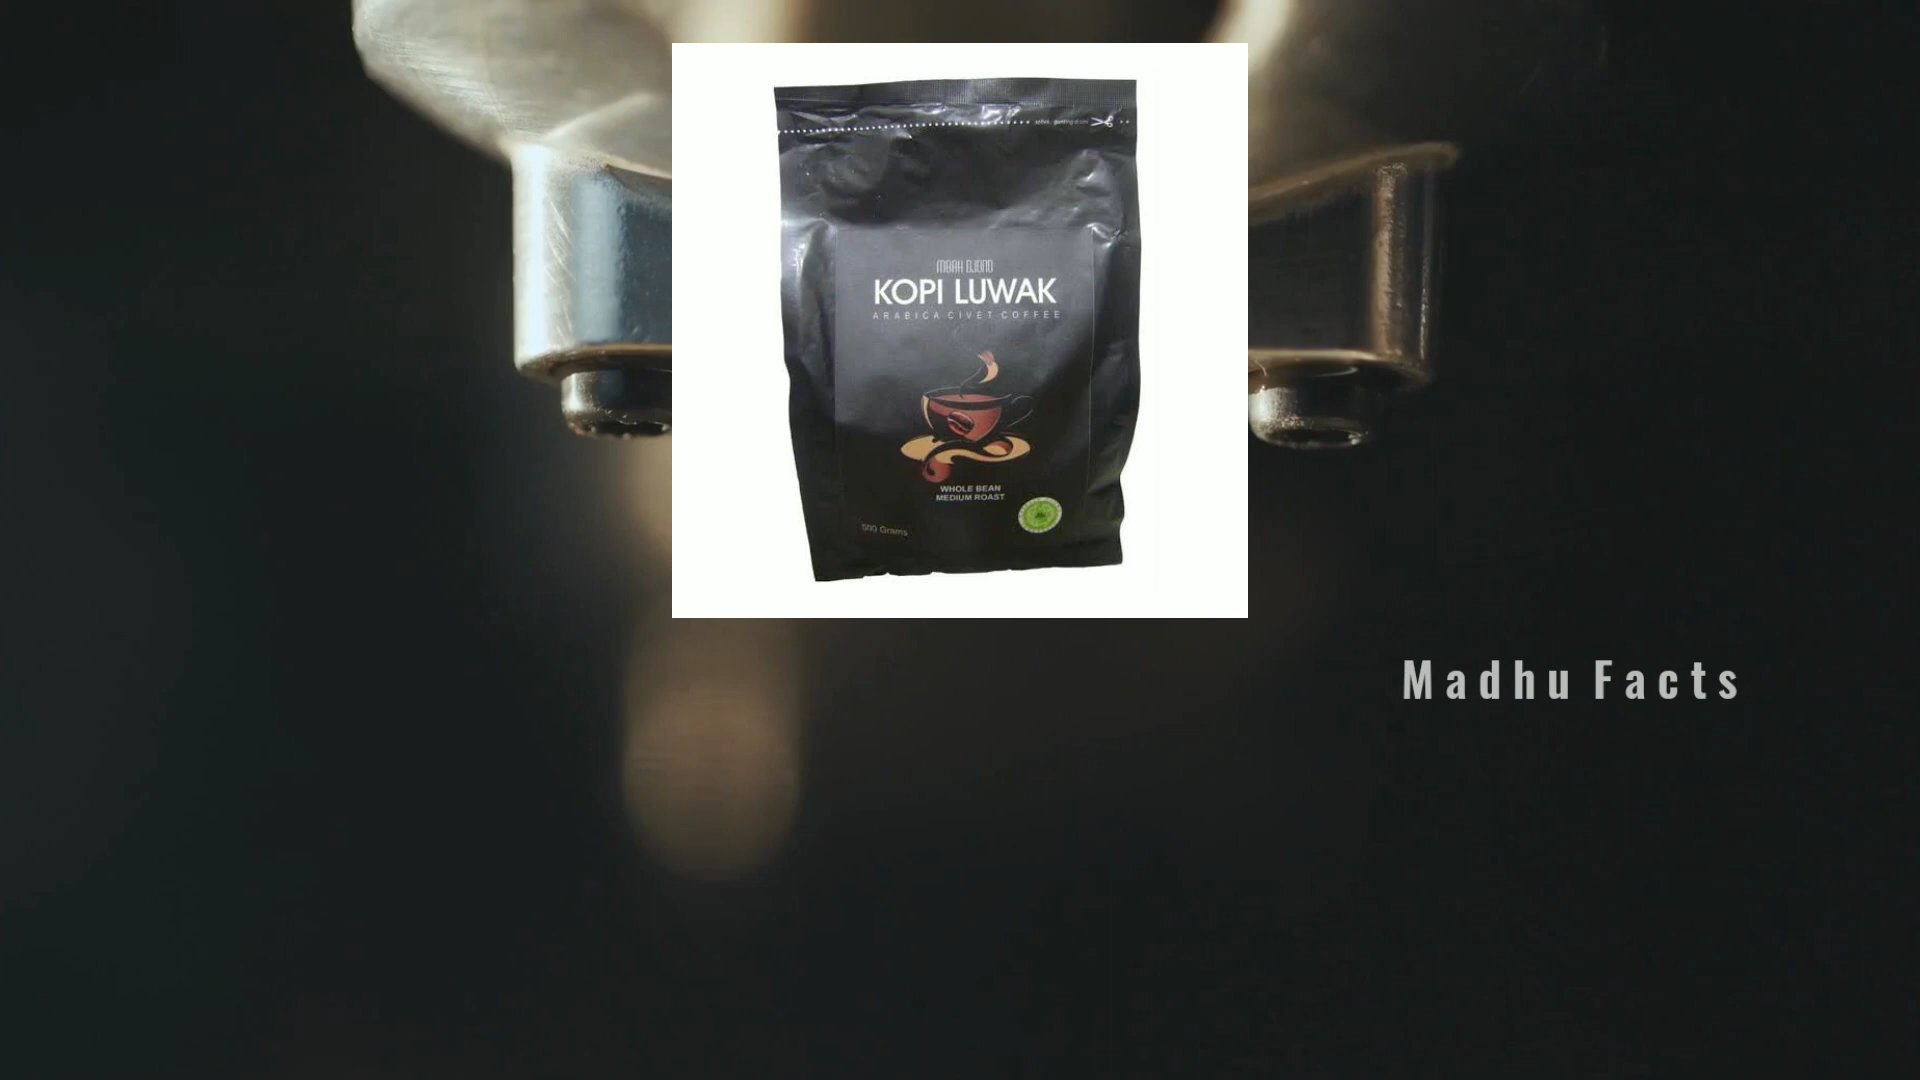 KOPI LUWAK
ARABICA CIVET COFFEE
WHOLE BEAN
MEDIUM ROAST
500 Grams
Madhu Facts